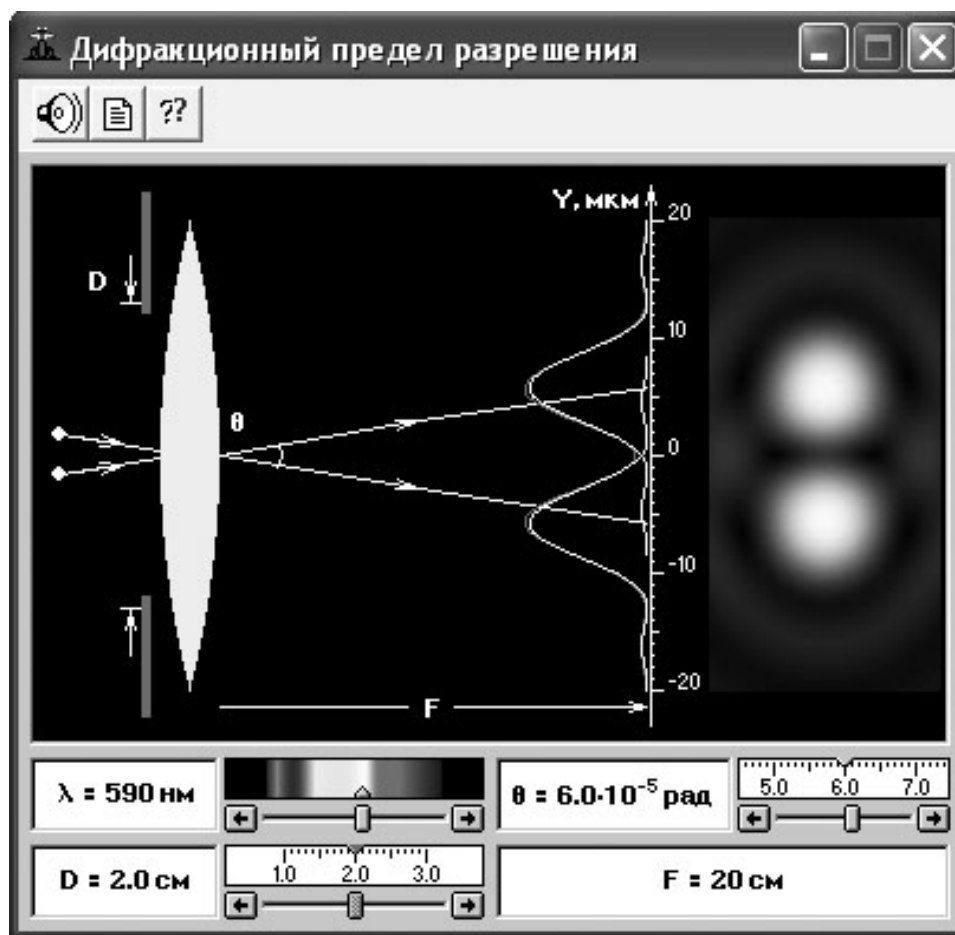 Дифракционный предел разрешения
??
Y, мкм
20
D
10
θ
0
-10
-20
F
λ = 590 нм
θ = 6.0·10⁻⁵ рад
5.0 6.0 7.0
D = 2.0 см
1.0 2.0 3.0
F = 20 см